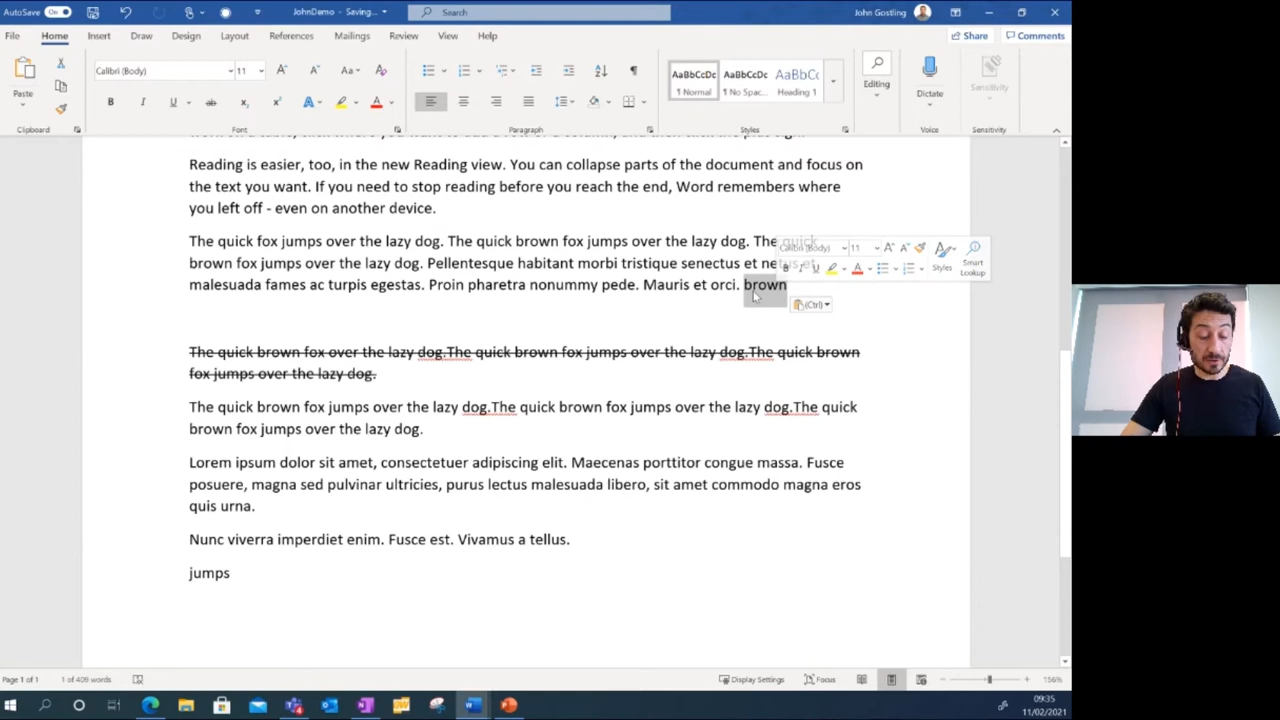 AutoSave On JohnDemo - Saving... Search John Gostling
File Home Insert Draw Design Layout References Mailings Review View Help Share Comments
Paste Calibri (Body) 11 Aa AaBbCcDc AaBbCcDc AaBbCc Editing Dictate Sensitivity
B I U ab x x A A ¶ ¶ Normal ¶ No Spac... Heading 1
Clipboard Font Paragraph Styles Voice Sensitivity
Reading is easier, too, in the new Reading view. You can collapse parts of the document and focus on
the text you want. If you need to stop reading before you reach the end, Word remembers where
you left off - even on another device.
The quick fox jumps over the lazy dog. The quick brown fox jumps over the lazy dog. The quick
brown fox jumps over the lazy dog. Pellentesque habitant morbi tristique senectus et netus et
malesuada fames ac turpis egestas. Proin pharetra nonummy pede. Mauris et orci. brown
Calibri (Body) 11 A A Styles Smart
B I U A Lookup
(Ctrl)
The quick brown fox over the lazy dog.The quick brown fox jumps over the lazy dog.The quick brown
fox jumps over the lazy dog.
The quick brown fox jumps over the lazy dog.The quick brown fox jumps over the lazy dog.The quick
brown fox jumps over the lazy dog.
Lorem ipsum dolor sit amet, consectetuer adipiscing elit. Maecenas porttitor congue massa. Fusce
posuere, magna sed pulvinar ultricies, purus lectus malesuada libero, sit amet commodo magna eros
quis urna.
Nunc viverra imperdiet enim. Fusce est. Vivamus a tellus.
jumps
Page 1 of 1 1 of 409 words Display Settings Focus 156%
09:35
11/02/2021